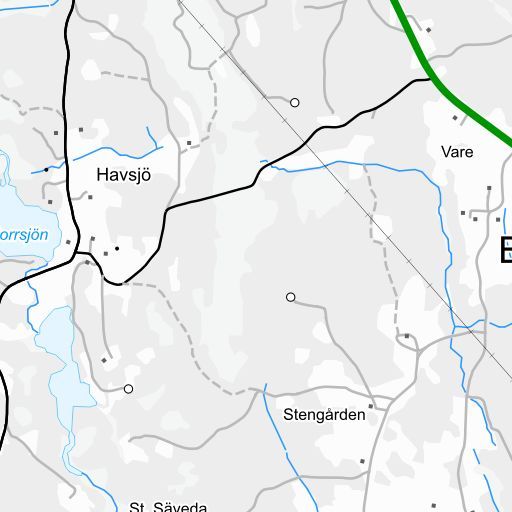 Vare
Havsjö
orrsjön
E
Stengården
St. Säveda